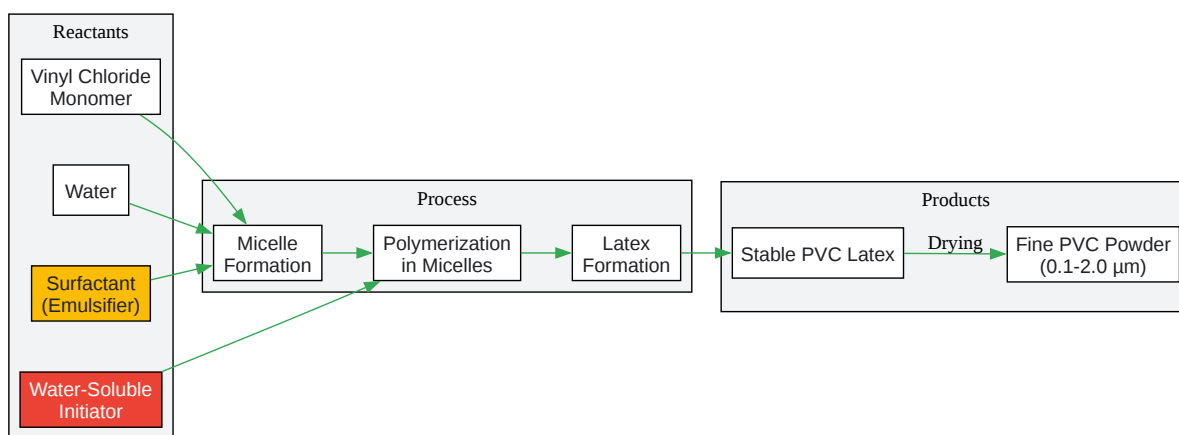 Reactants
Vinyl Chloride
Monomer
Water
Surfactant
(Emulsifier)
Water-Soluble
Initiator
Process
Micelle
Formation
Polymerization
in Micelles
Latex
Formation
Products
Stable PVC Latex
Drying
Fine PVC Powder
(0.1-2.0 µm)